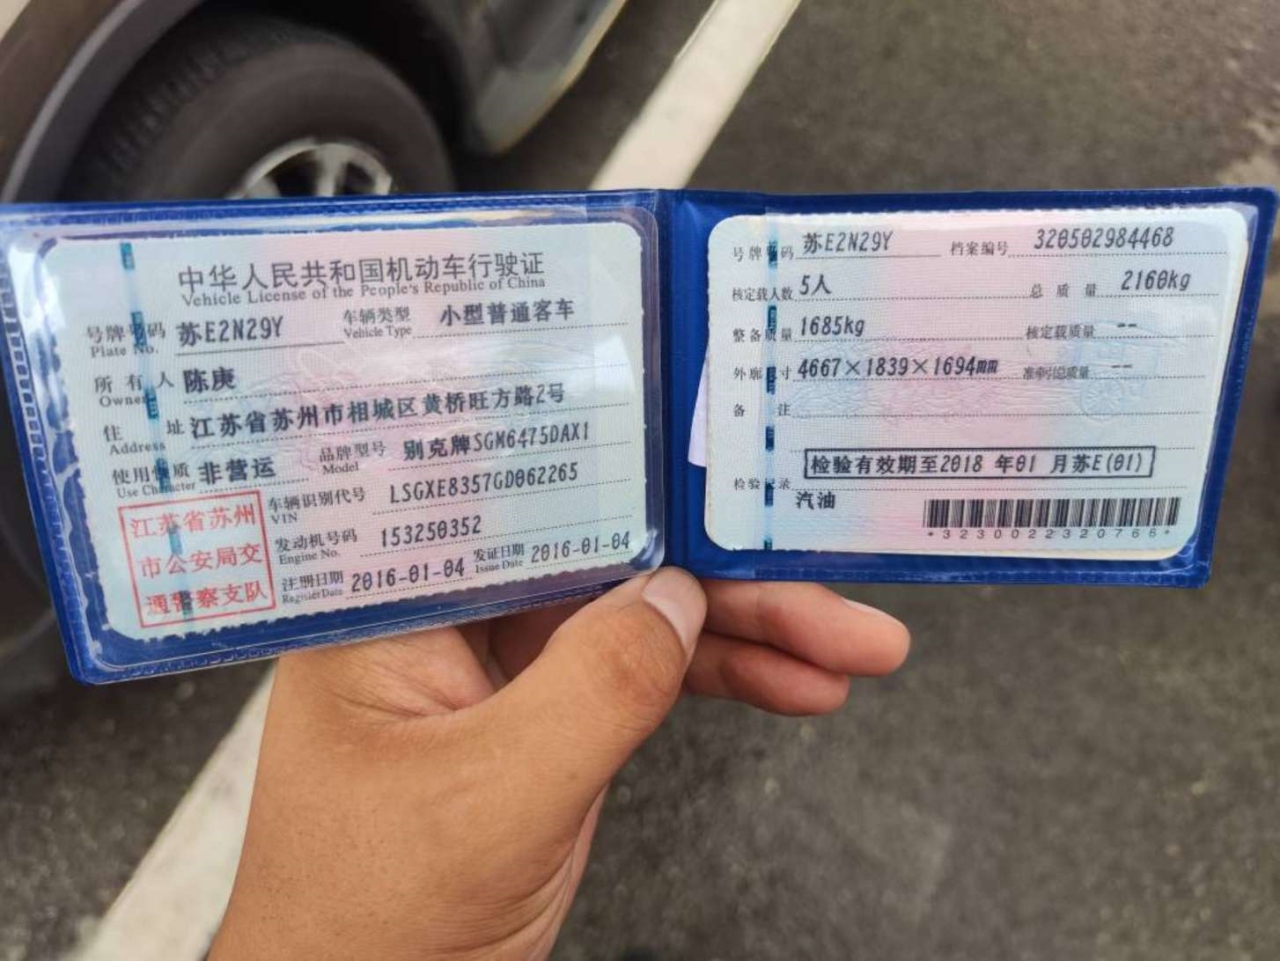 中华人民共和国机动车行驶证
Vehicle License of the People's Republic of China
号牌号码 苏E2N29Y 车辆类型 小型普通客车
Plate No. Vehicle Type
所有人 陈庚
Owner
住址 江苏省苏州市相城区黄桥旺方路2号
Address
使用性质 非营运 品牌型号 别克牌SGM6475DAX1
Use Character Model
江苏省苏州
市公安局交
通警察支队
车辆识别代号 LSGXE8357GD062265
VIN
发动机号码 153250352
Engine No.
注册日期 2016-01-04 发证日期 2016-01-04
Register Date Issue Date
号牌号码 苏E2N29Y 档案编号 320502984468
核定载人数 5人 总质量 2160kg
整备质量 1685kg 核定载质量 --
外廓尺寸 4667×1839×1694mm 准牵引总质量 --
备注
检验有效期至2018 年01 月苏E(01)
检验记录
汽油
*3230022320766*